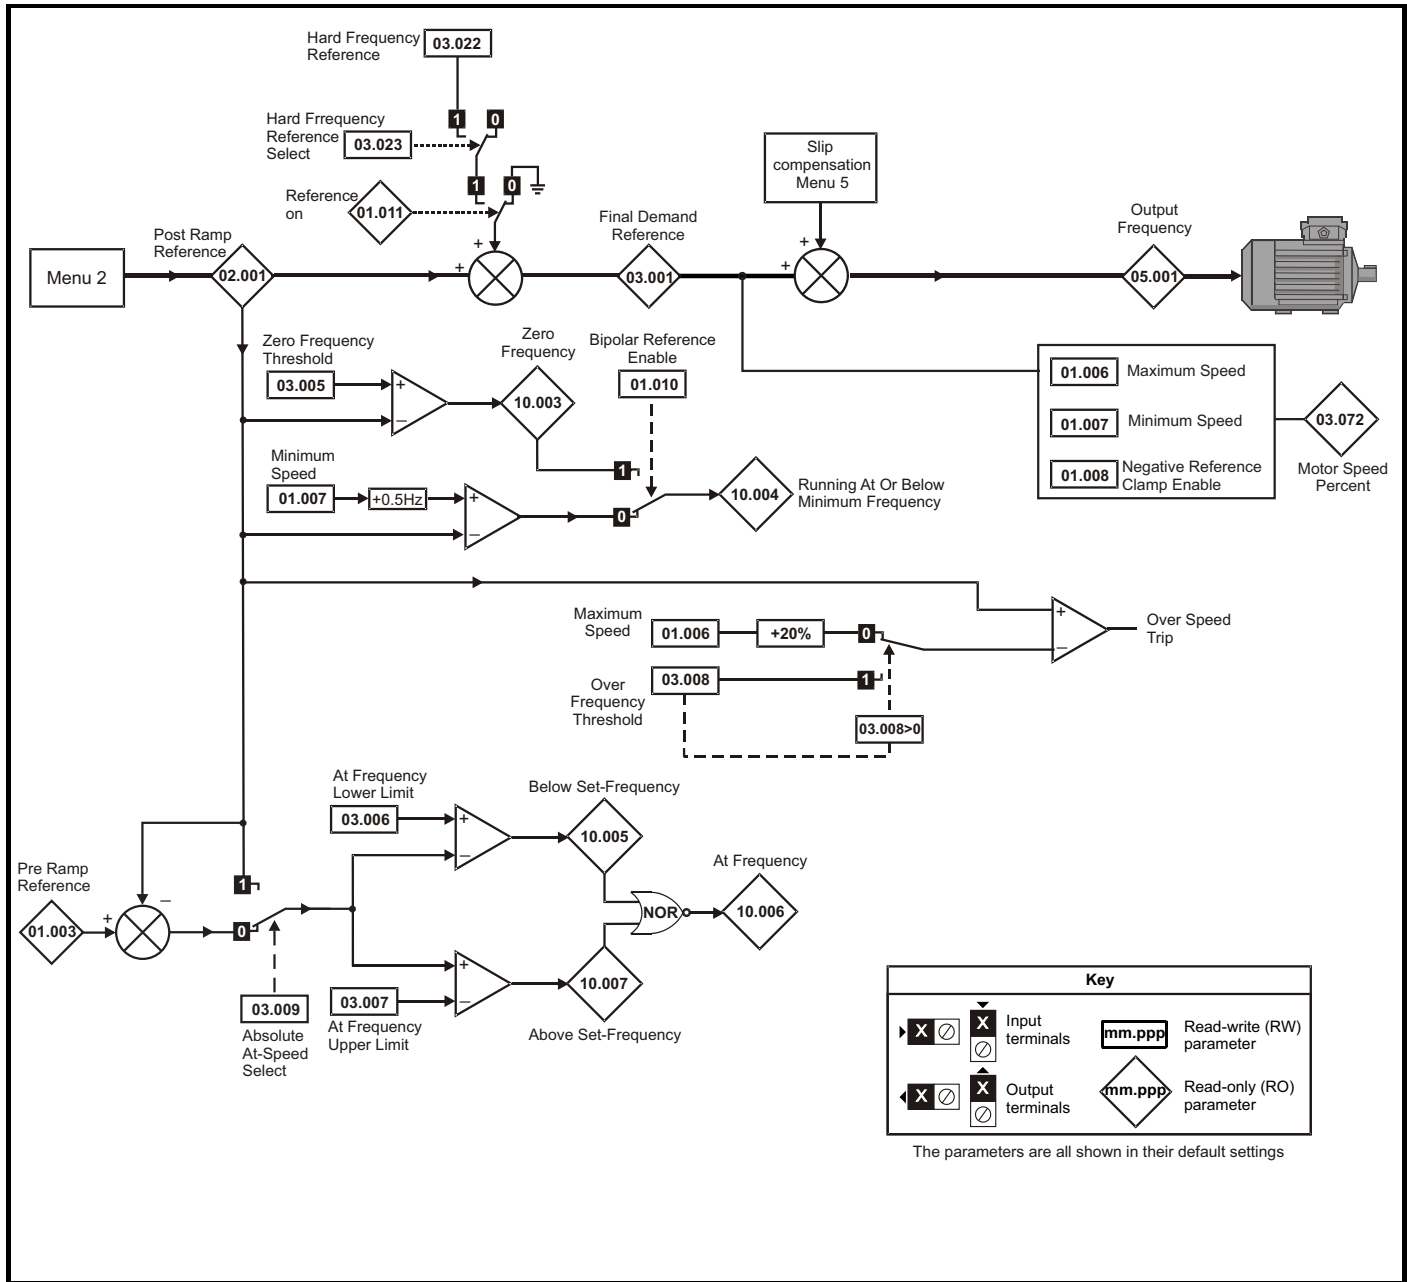 Hard Frequency
Reference
03.022
1 0
Hard Frrequency
Reference
Select
03.023
1 0
Reference
on
01.011
Slip
compensation
Menu 5
Post Ramp
Reference
Final Demand
Reference
Output
Frequency
+
+
+
+
Menu 2
02.001
03.001
05.001
Zero Frequency
Threshold
03.005
+
–
Zero
Frequency
10.003
Bipolar Reference
Enable
01.010
01.006 Maximum Speed
01.007 Minimum Speed
01.008 Negative Reference
Clamp Enable
03.072
Motor Speed
Percent
Minimum
Speed
01.007
+0.5Hz
+
–
1
0
10.004
Running At Or Below
Minimum Frequency
Maximum
Speed
01.006
+20%
0
+
–
Over Speed
Trip
Over
Frequency
Threshold
03.008
1
03.008>0
At Frequency
Lower Limit
03.006
+
–
Below Set-Frequency
10.005
Pre Ramp
Reference
01.003
+
–
1
0
03.009
Absolute
At-Speed
Select
NOR
At Frequency
10.006
03.007
At Frequency
Upper Limit
+
–
10.007
Above Set-Frequency
Key
X X Input
terminals
mm.ppp Read-write (RW)
parameter
X X Output
terminals
mm.ppp Read-only (RO)
parameter
The parameters are all shown in their default settings